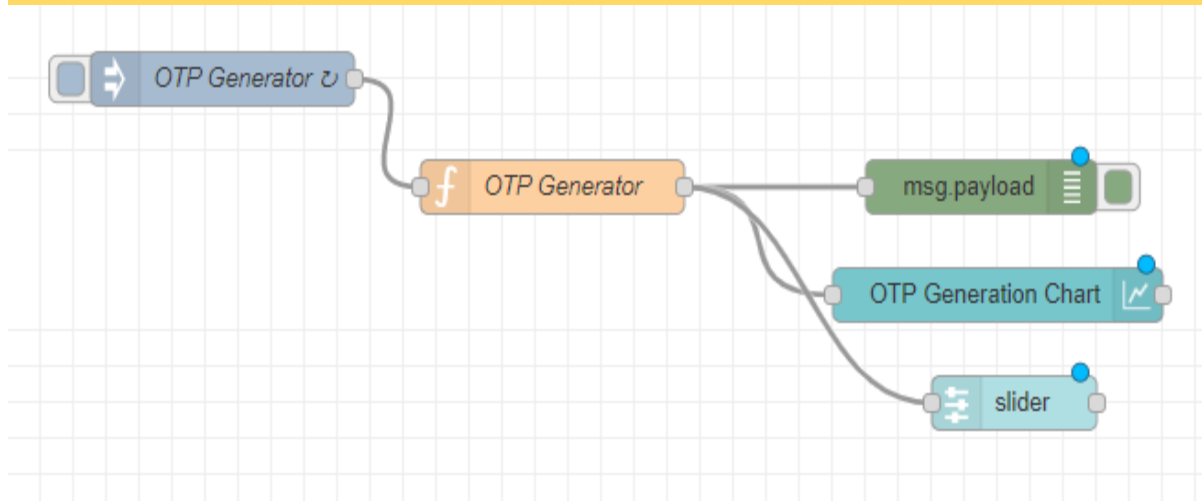 OTP Generator ↻
OTP Generator
msg.payload
OTP Generation Chart
slider